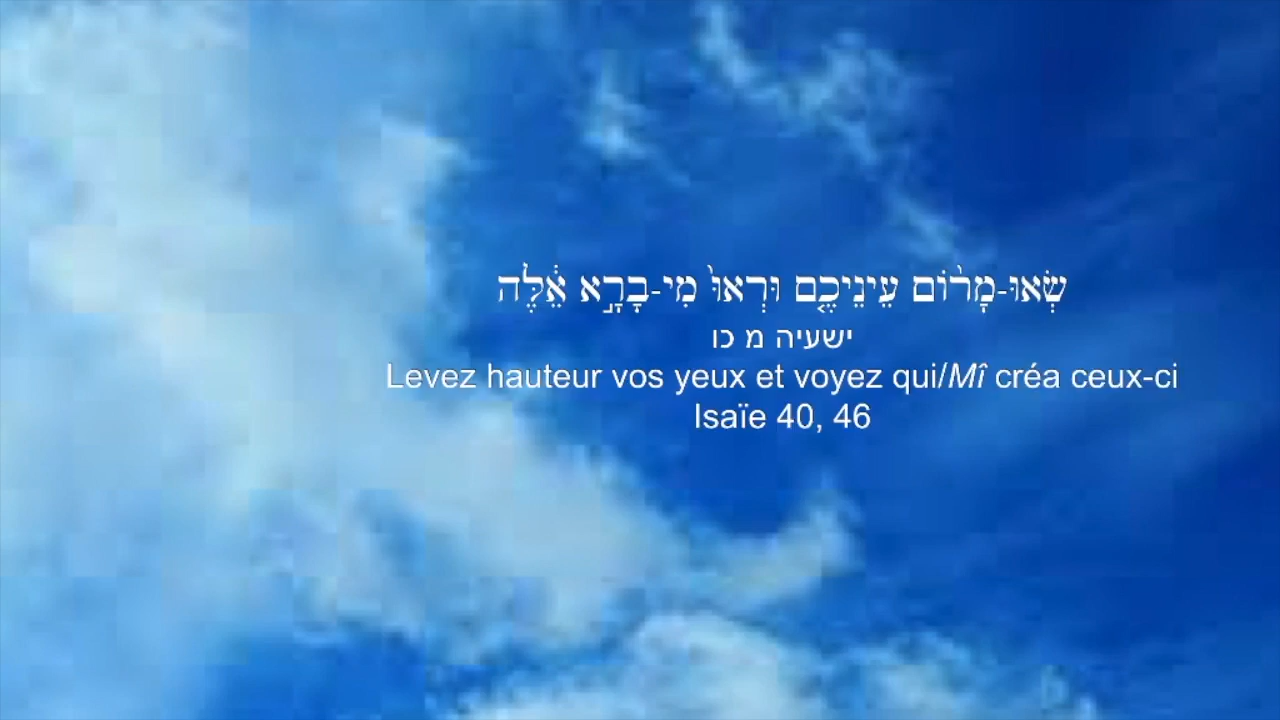 שְׂאוּ-מָר֨וֹם עֵינֵיכֶ֤ם וּרְאוּ֙ מִי-בָרָ֣א אֵ֔לֶּה
ישעיה מ כו
Levez hauteur vos yeux et voyez qui/Mî créa ceux-ci
Isaïe 40, 46